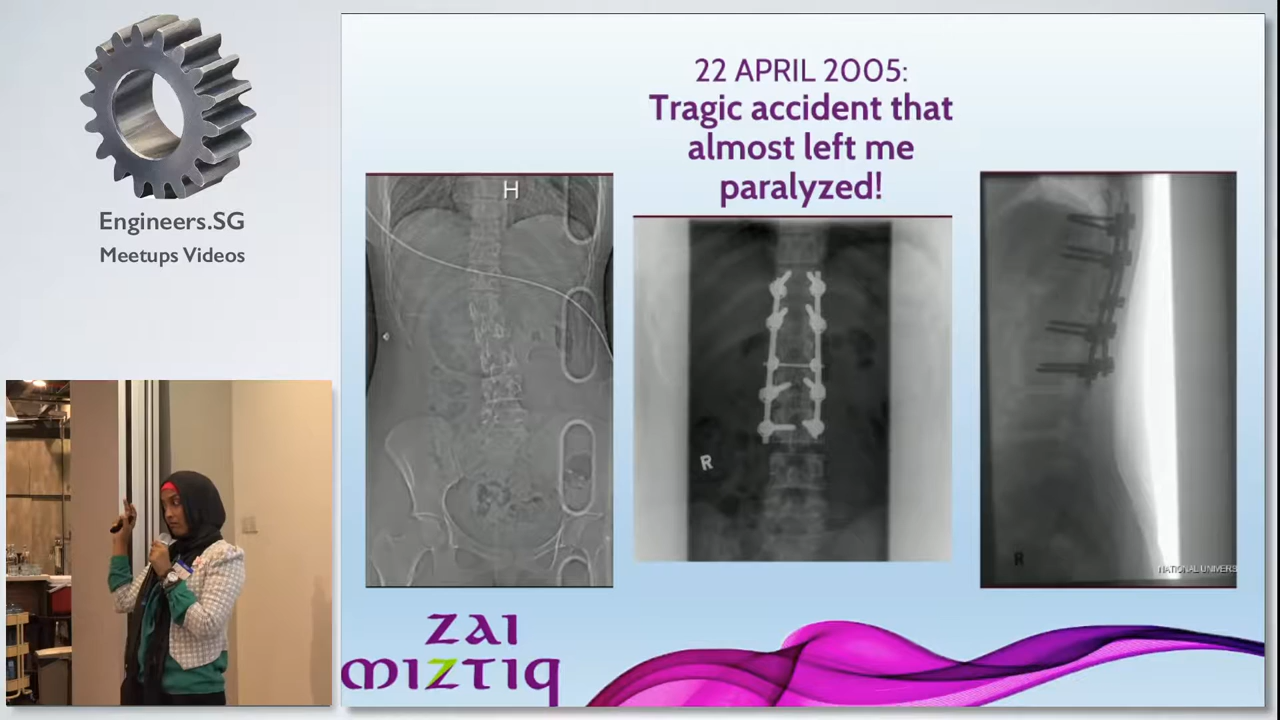 Engineers.SG
Meetups Videos
22 APRIL 2005:
Tragic accident that
almost left me
paralyzed!
H
R
R
NATIONAL UNIVERS
ZAI
MIZTIQ